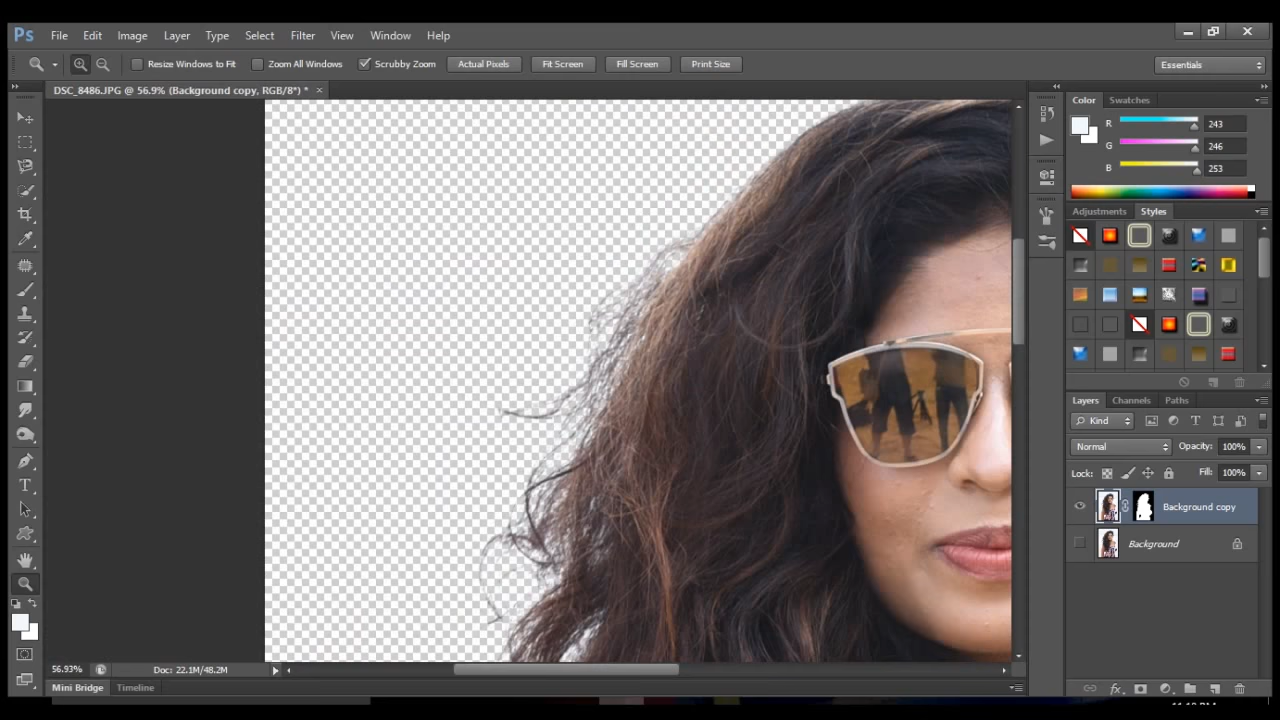 Ps File Edit Image Layer Type Select Filter View Window Help
Resize Windows to Fit Zoom All Windows Scrubby Zoom Actual Pixels Fit Screen Fill Screen Print Size Essentials
DSC_8486.JPG @ 56.9% (Background copy, RGB/8*) * ×
Color Swatches
R 243
G 246
B 253
Adjustments Styles
Layers Channels Paths
Kind
Normal Opacity: 100%
Lock: Fill: 100%
Background copy
Background
56.93% Doc: 22.1M/48.2M
Mini Bridge Timeline